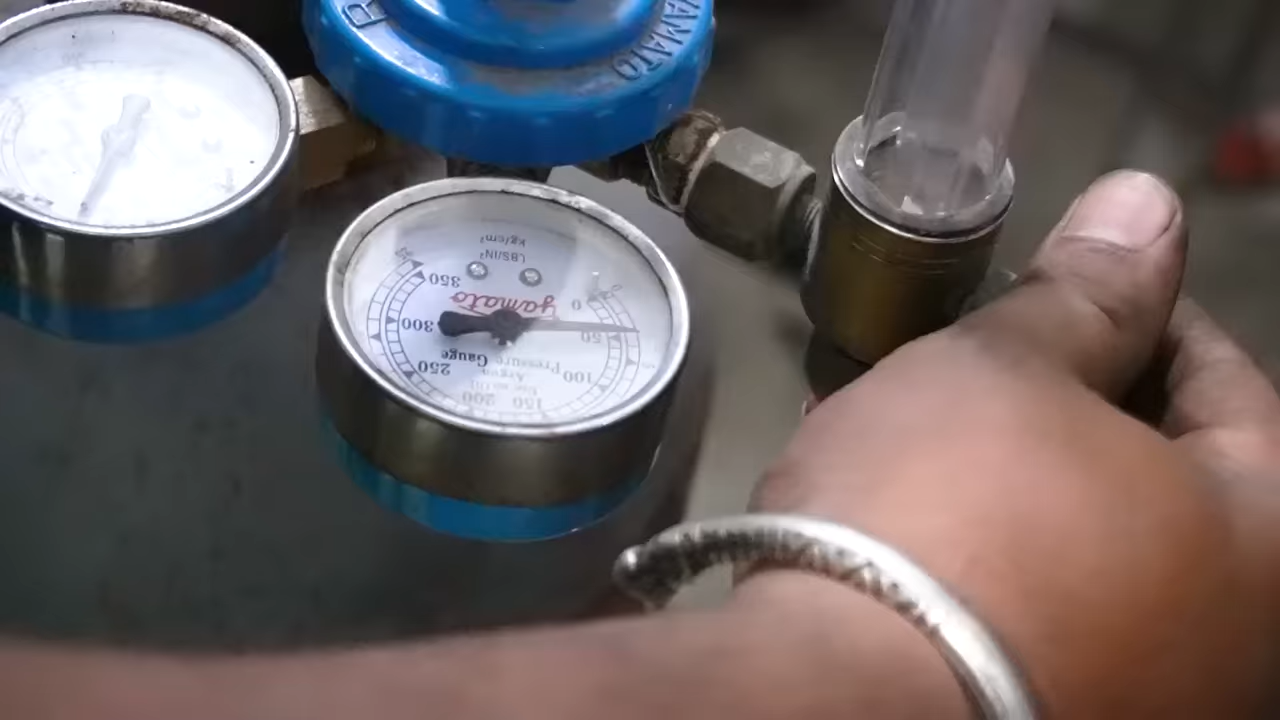 YAMATO
kg/cm²
LBS/IN²
yamato
Pressure
Gauge
Argon
0
50
100
150
200
250
300
350